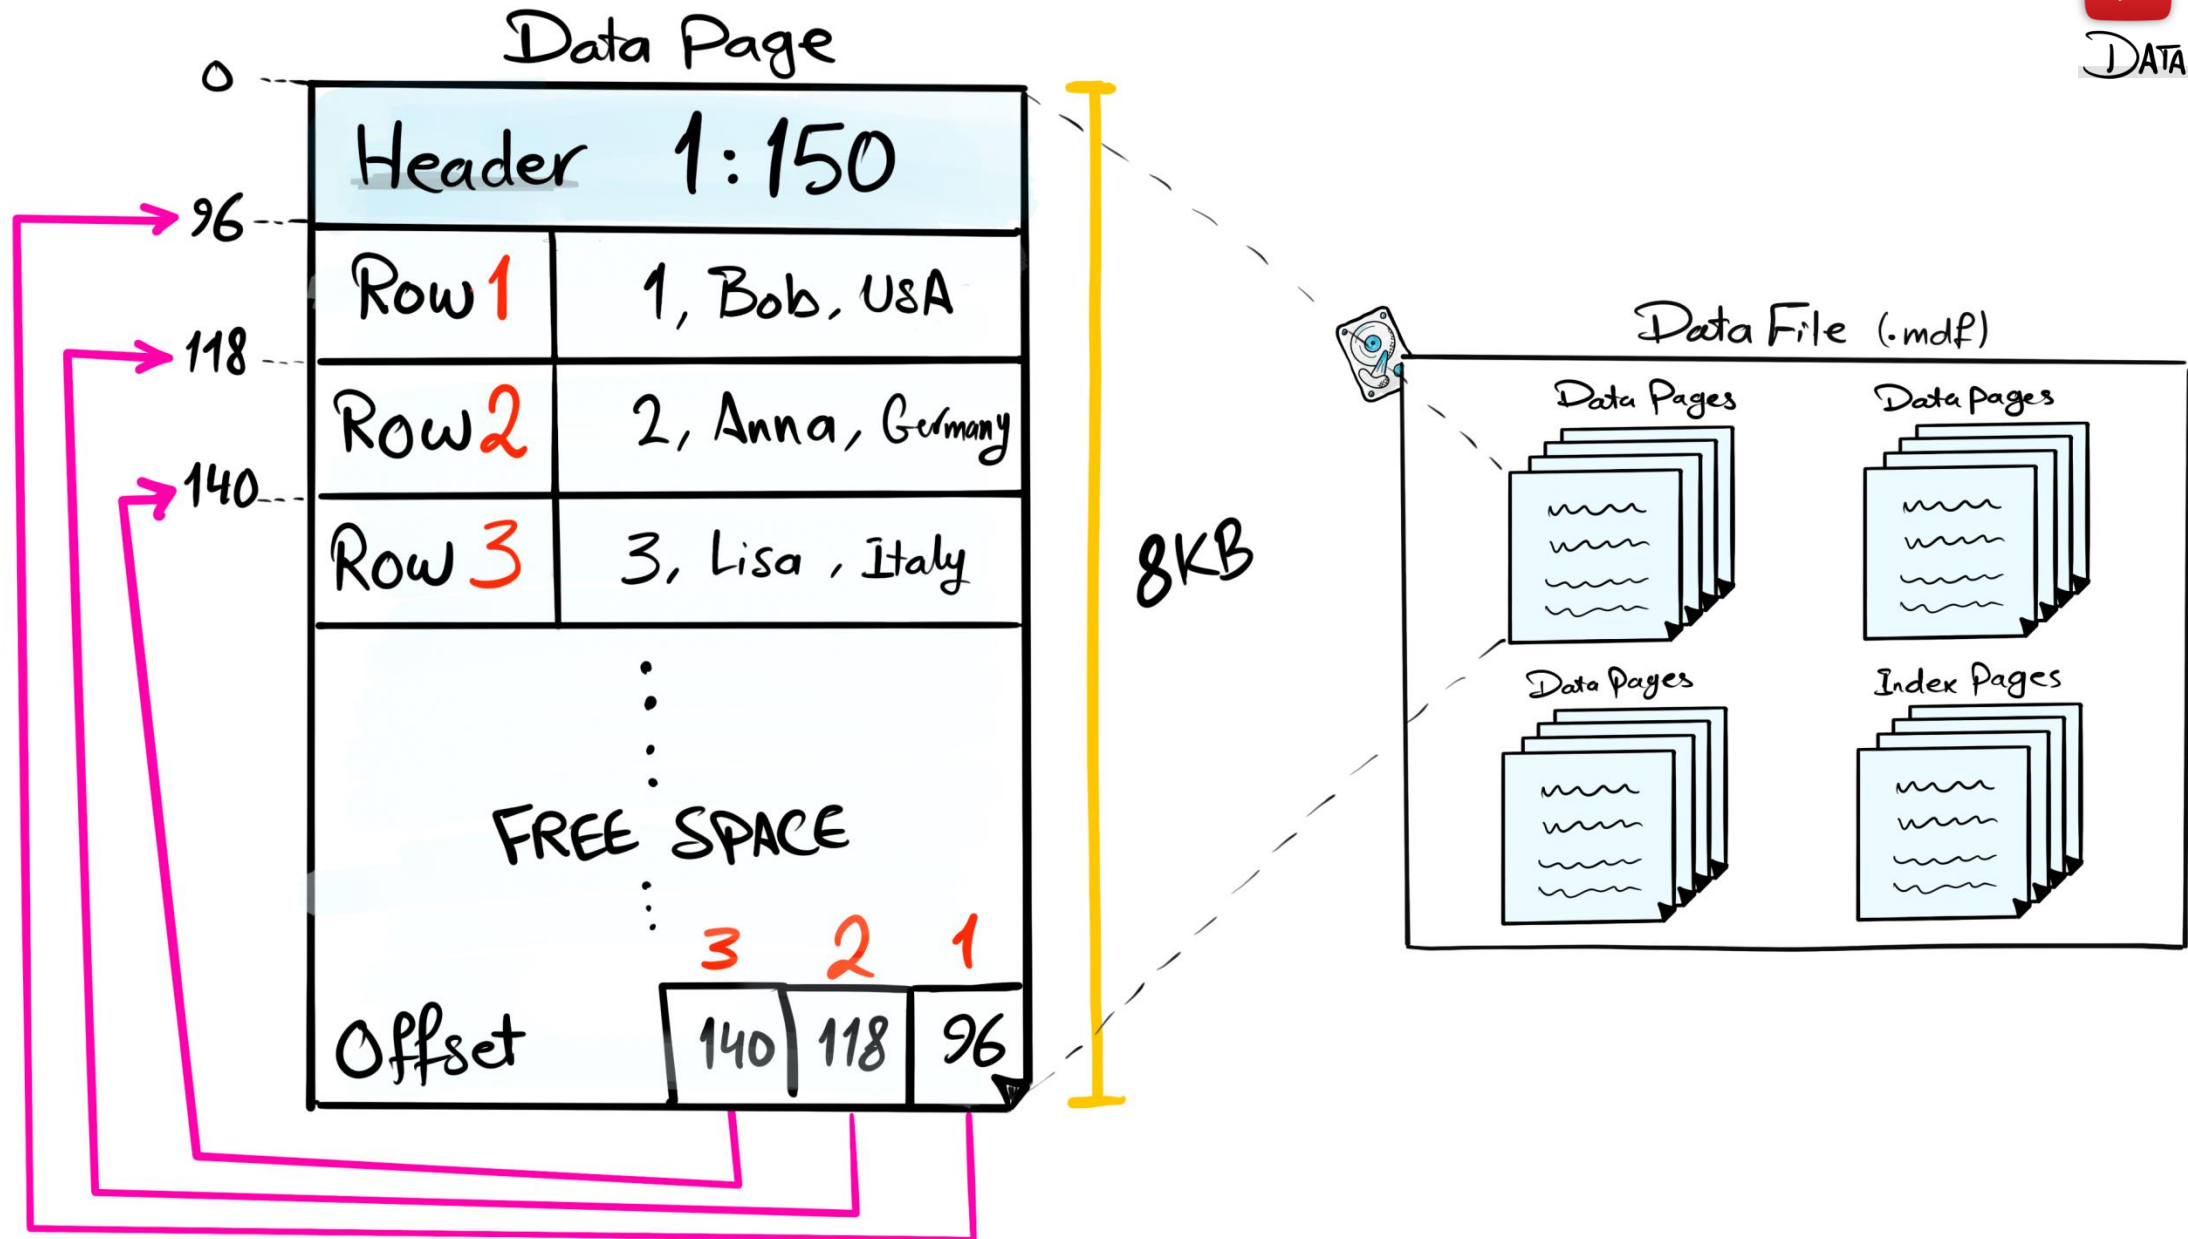 Data Page
0
Header 1:150
96
Row 1 1, Bob, USA
118
Row 2 2, Anna, Germany
140
Row 3 3, Lisa, Italy
8KB
FREE SPACE
3 2 1
Offset 140 118 96
DATA
Data File (.mdf)
Data Pages
Data pages
Data Pages
Index Pages